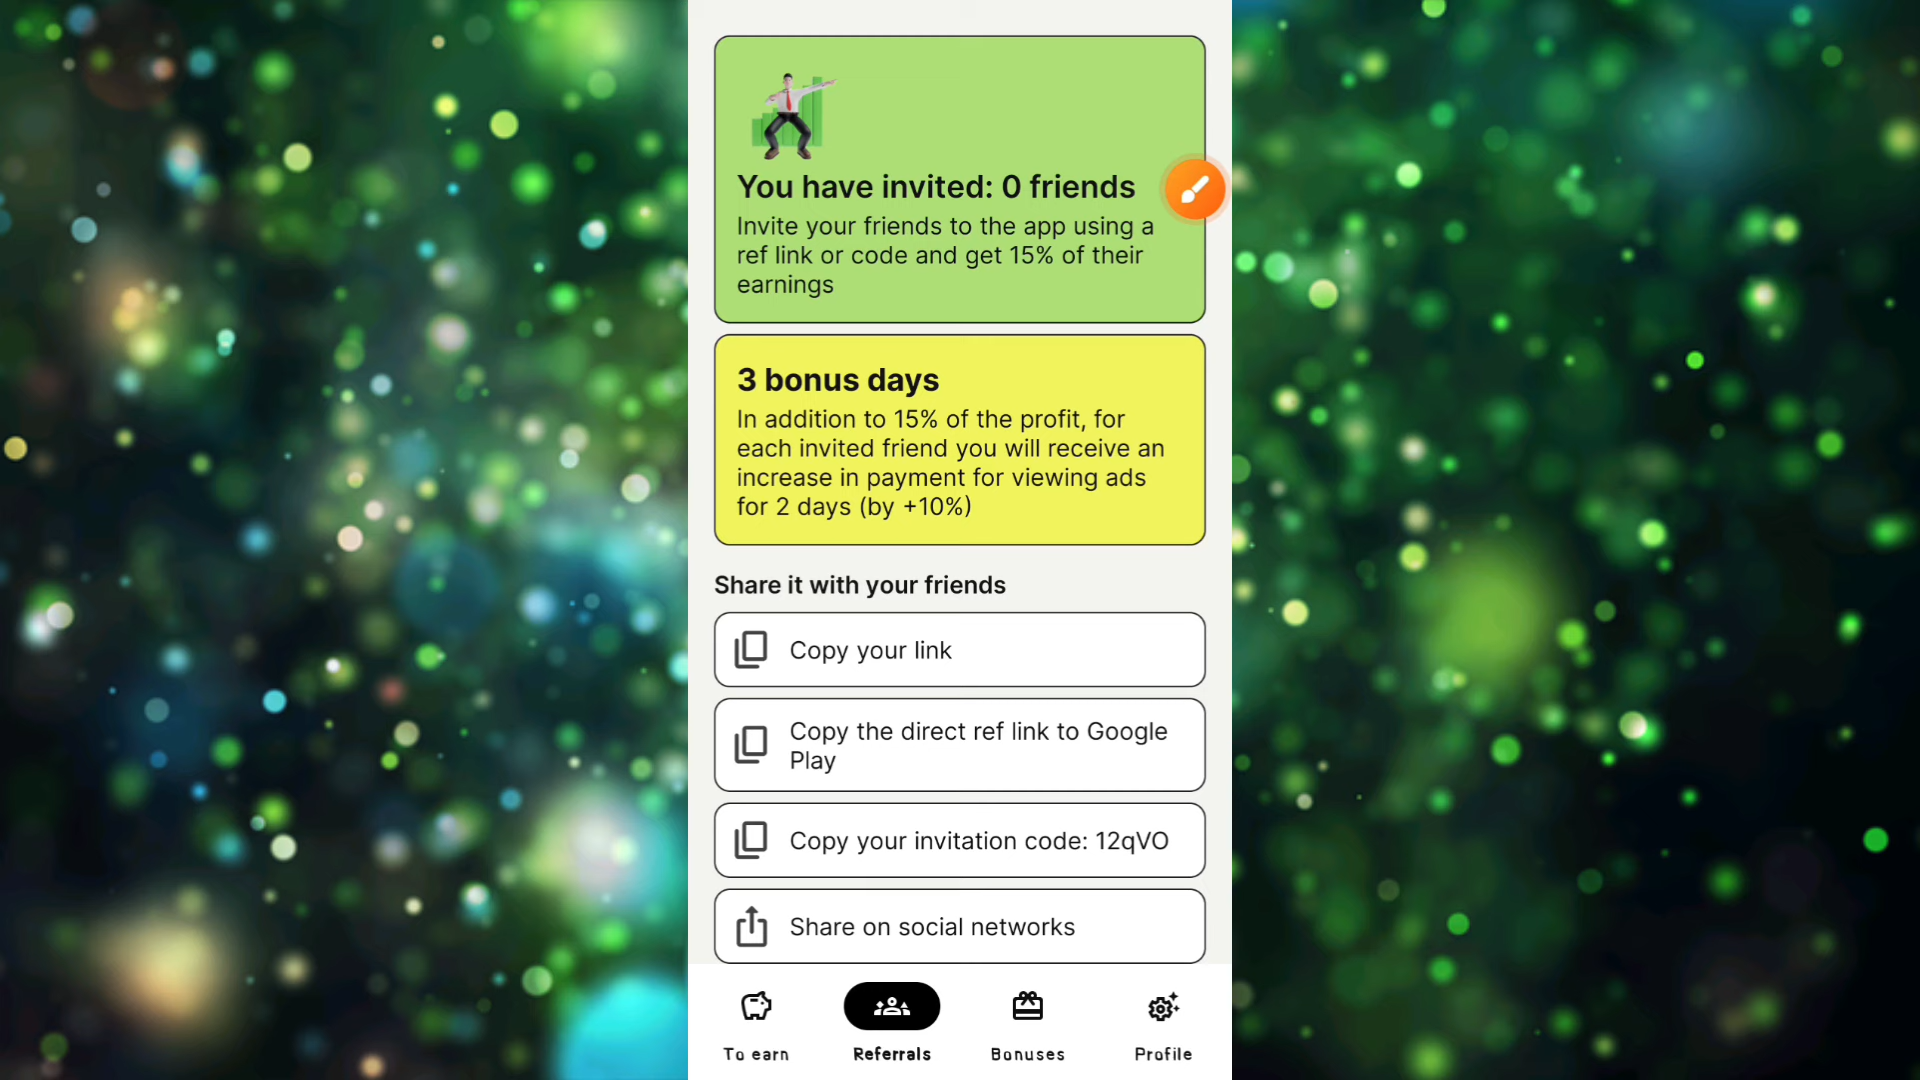 You have invited: 0 friends
Invite your friends to the app using a
ref link or code and get 15% of their
earnings
3 bonus days
In addition to 15% of the profit, for
each invited friend you will receive an
increase in payment for viewing ads
for 2 days (by +10%)
Share it with your friends
Copy your link
Copy the direct ref link to Google
Play
Copy your invitation code: 12qVO
Share on social networks
To earn
Referrals
Bonuses
Profile